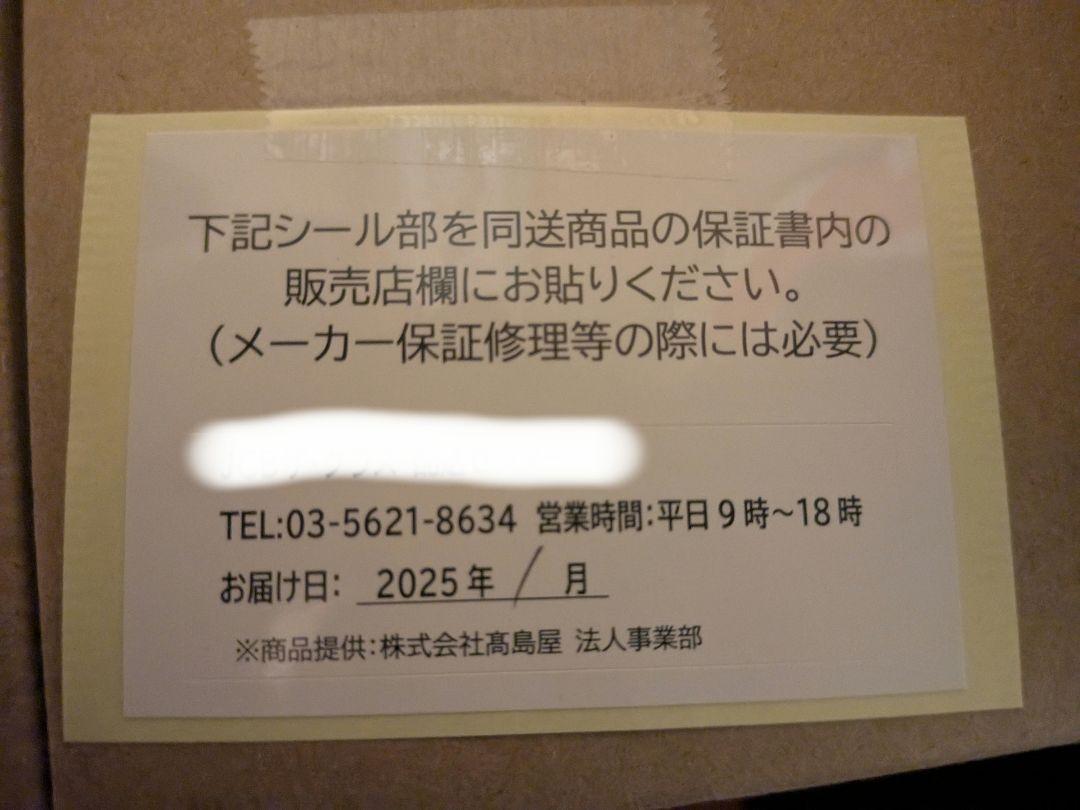 下記シール部を同送商品の保証書内の
販売店欄にお貼りください。
（メーカー保証修理等の際には必要）
TEL:03-5621-8634 営業時間:平日9時～18時
お届け日： 2025年 / 月
※商品提供：株式会社髙島屋 法人事業部